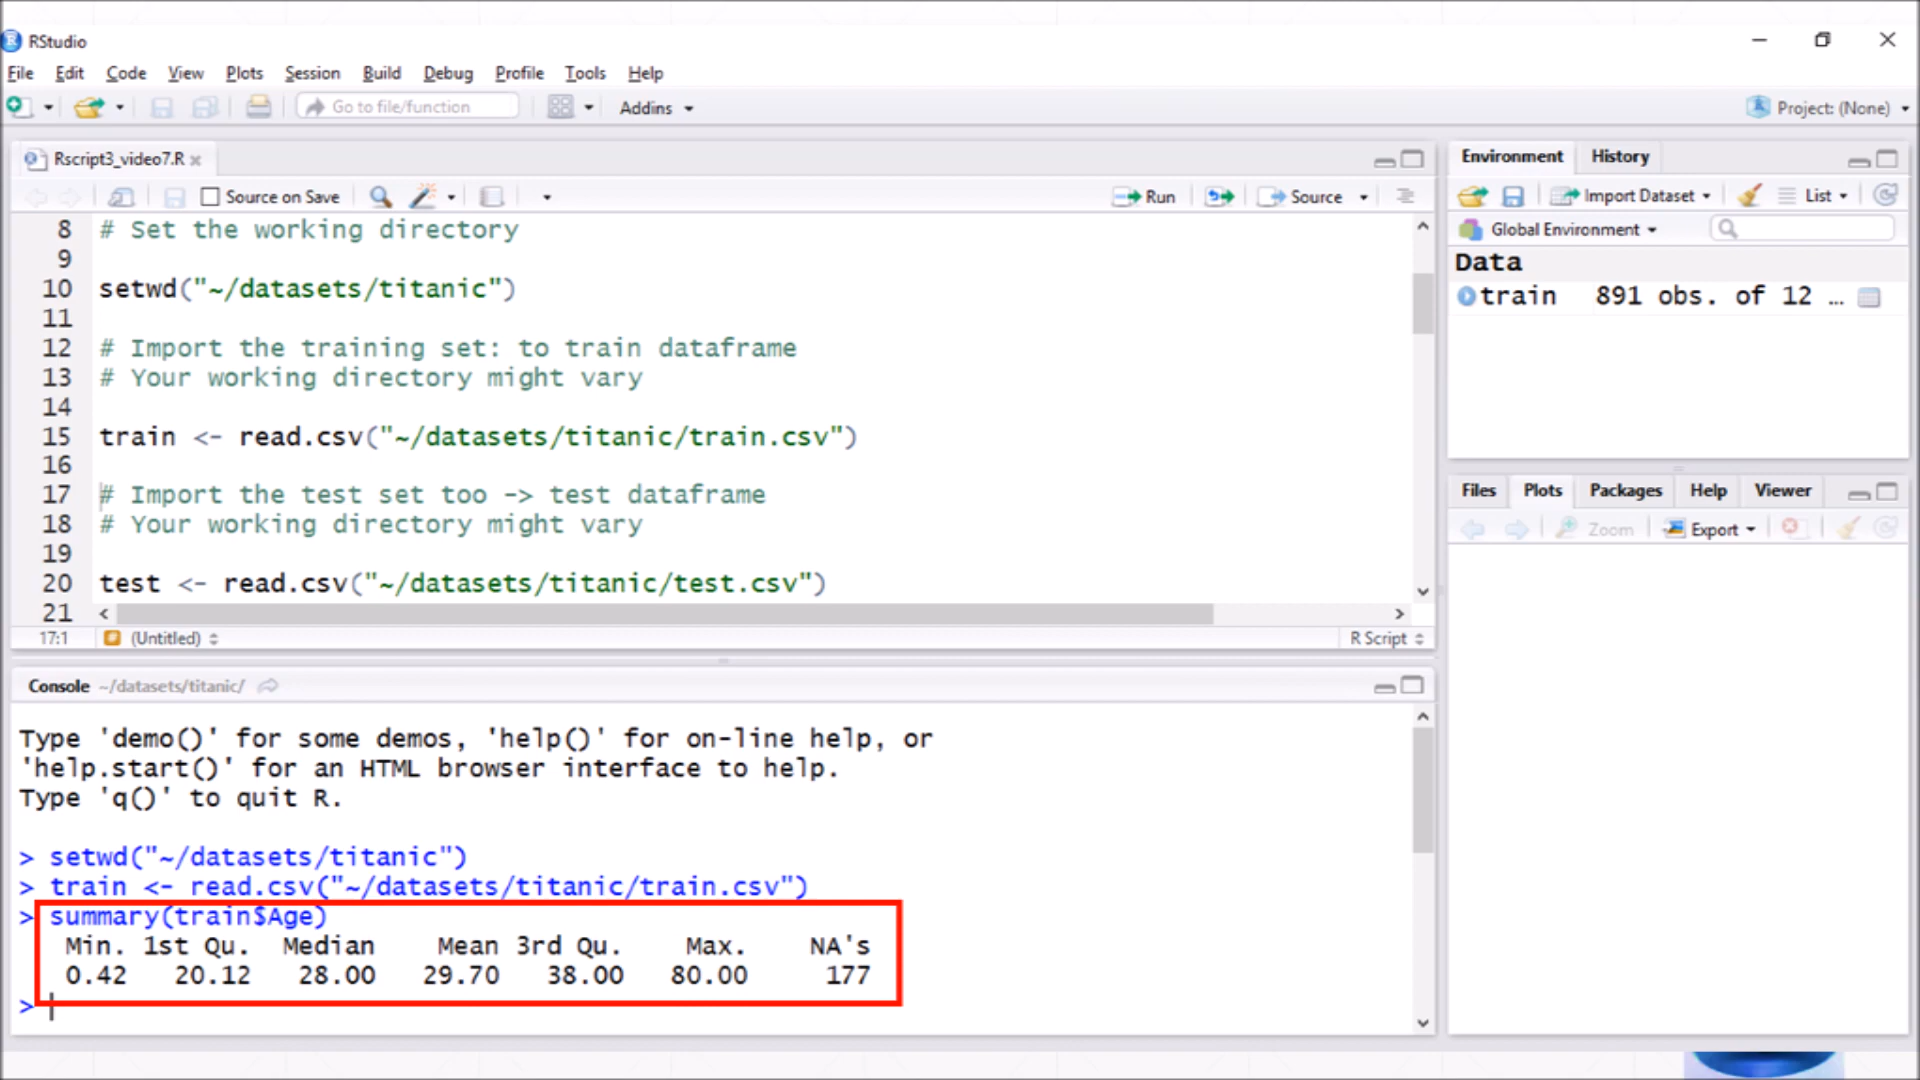 RStudio
File Edit Code View Plots Session Build Debug Profile Tools Help
Go to file/function Addins Project: (None)
Rscript3_video7.R
Source on Save Run Source
8 # Set the working directory
9
10 setwd("~/datasets/titanic")
11
12 # Import the training set: to train dataframe
13 # Your working directory might vary
14
15 train <- read.csv("~/datasets/titanic/train.csv")
16
17 # Import the test set too -> test dataframe
18 # Your working directory might vary
19
20 test <- read.csv("~/datasets/titanic/test.csv")
21
17:1 (Untitled) R Script
Console ~/datasets/titanic/
Type 'demo()' for some demos, 'help()' for on-line help, or
'help.start()' for an HTML browser interface to help.
Type 'q()' to quit R.
> setwd("~/datasets/titanic")
> train <- read.csv("~/datasets/titanic/train.csv")
> summary(train$Age)
Min. 1st Qu. Median Mean 3rd Qu. Max. NA's
0.42 20.12 28.00 29.70 38.00 80.00 177
>
Environment History
Import Dataset List
Global Environment
Data
train 891 obs. of 12 ...
Files Plots Packages Help Viewer
Zoom Export